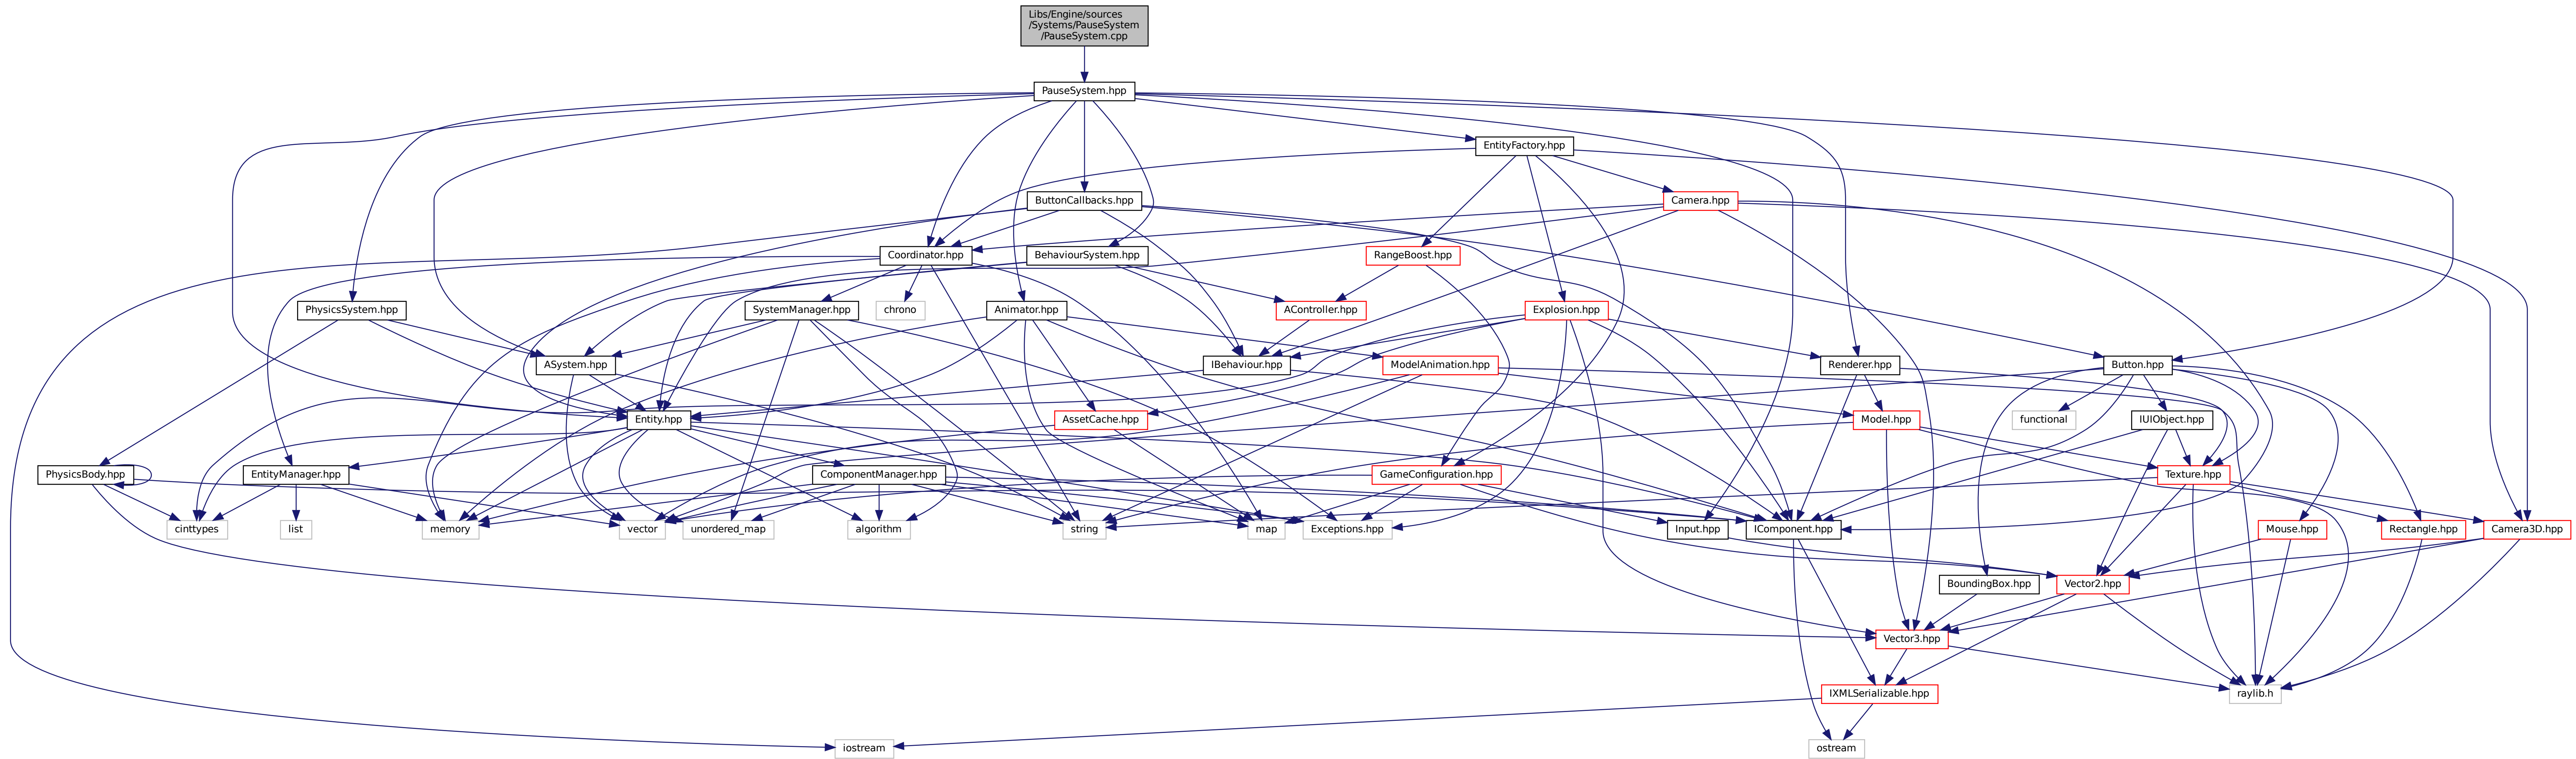 Libs/Engine/sources
/Systems/PauseSystem
/PauseSystem.cpp
PauseSystem.hpp
EntityFactory.hpp
ButtonCallbacks.hpp
Camera.hpp
Coordinator.hpp
BehaviourSystem.hpp
RangeBoost.hpp
PhysicsSystem.hpp
SystemManager.hpp
chrono
Animator.hpp
AController.hpp
Explosion.hpp
ASystem.hpp
IBehaviour.hpp
ModelAnimation.hpp
Renderer.hpp
Button.hpp
Entity.hpp
AssetCache.hpp
Model.hpp
functional
IUIObject.hpp
PhysicsBody.hpp
EntityManager.hpp
ComponentManager.hpp
GameConfiguration.hpp
Texture.hpp
cinttypes
list
memory
vector
unordered_map
algorithm
string
map
Exceptions.hpp
Input.hpp
IComponent.hpp
Mouse.hpp
Rectangle.hpp
Camera3D.hpp
BoundingBox.hpp
Vector2.hpp
Vector3.hpp
IXMLSerializable.hpp
raylib.h
iostream
ostream